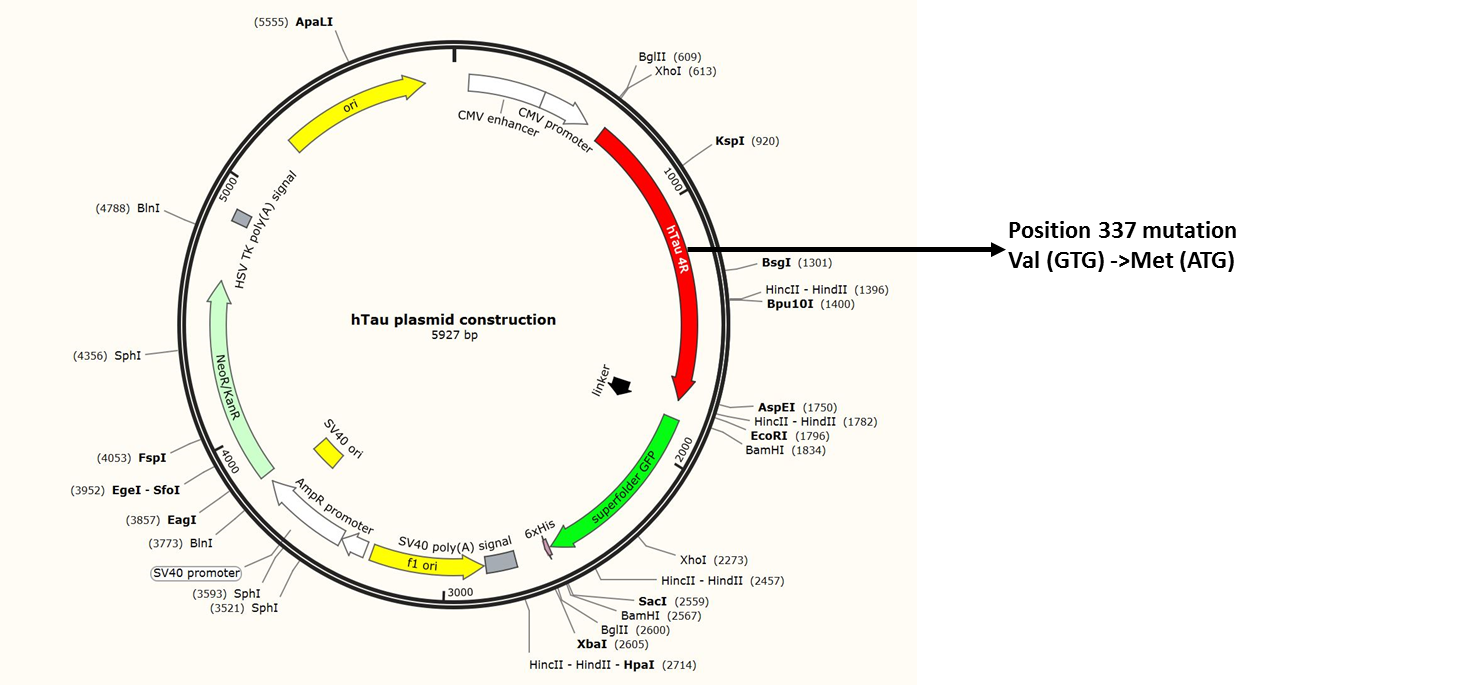 (5555) ApaLI
BglII (609)
XhoI (613)
ori
CMV enhancer
CMV promoter
KspI (920)
1000
5000
HSV TK poly(A) signal
(4788) BlnI
hTau 4R
Position 337 mutation
Val (GTG) ->Met (ATG)
BsgI (1301)
HincII - HindII (1396)
Bpu10I (1400)
hTau plasmid construction
5927 bp
(4356) SphI
NeoR/KanR
linker
AspEI (1750)
HincII - HindII (1782)
EcoRI (1796)
BamHI (1834)
2000
SV40 ori
(4053) FspI
4000
superfolder GFP
(3952) EgeI - SfoI
AmpR promoter
(3857) EagI
(3773) BlnI
SV40 poly(A) signal
6xHis
f1 ori
XhoI (2273)
SV40 promoter
HincII - HindII (2457)
(3593) SphI
(3521) SphI
3000
SacI (2559)
BamHI (2567)
BglII (2600)
XbaI (2605)
HincII - HindII - HpaI (2714)